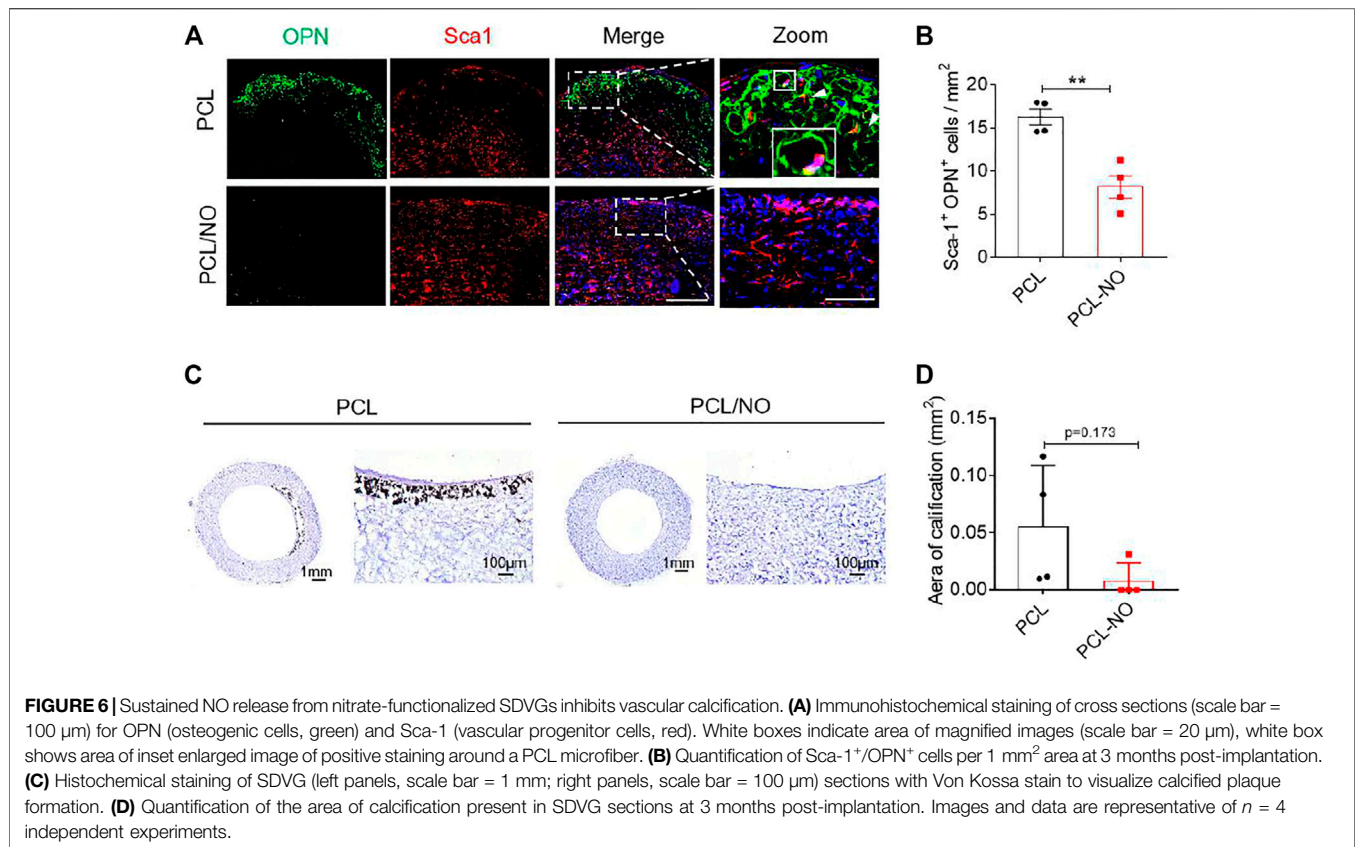 A
OPN
Sca1
Merge
Zoom
PCL
PCL/NO
B
Sca-1+ OPN+ cells / mm2
20
15
10
5
0
**
PCL
PCL-NO
C
PCL
PCL/NO
1mm
100μm
1mm
100μm
D
Aera of calification (mm2)
0.15
0.10
0.05
0.00
p=0.173
PCL
PCL-NO
FIGURE 6 | Sustained NO release from nitrate-functionalized SDVGs inhibits vascular calcification. (A) Immunohistochemical staining of cross sections (scale bar =
100 μm) for OPN (osteogenic cells, green) and Sca-1 (vascular progenitor cells, red). White boxes indicate area of magnified images (scale bar = 20 μm), white box
shows area of inset enlarged image of positive staining around a PCL microfiber. (B) Quantification of Sca-1+/OPN+ cells per 1 mm2 area at 3 months post-implantation.
(C) Histochemical staining of SDVG (left panels, scale bar = 1 mm; right panels, scale bar = 100 μm) sections with Von Kossa stain to visualize calcified plaque
formation. (D) Quantification of the area of calcification present in SDVG sections at 3 months post-implantation. Images and data are representative of n = 4
independent experiments.